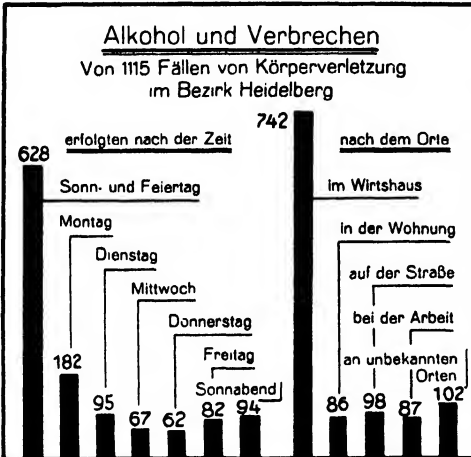 Alkohol und Verbrechen
Von 1115 Fällen von Körperverletzung
im Bezirk Heidelberg
erfolgten nach der Zeit
628
Sonn- und Feiertag
Montag
Dienstag
Mittwoch
Donnerstag
Freitag
Sonnabend
182
95
67
62
82
94
742
nach dem Orte
im Wirtshaus
in der Wohnung
auf der Straße
bei der Arbeit
an unbekannten
Orten
86
98
87
102